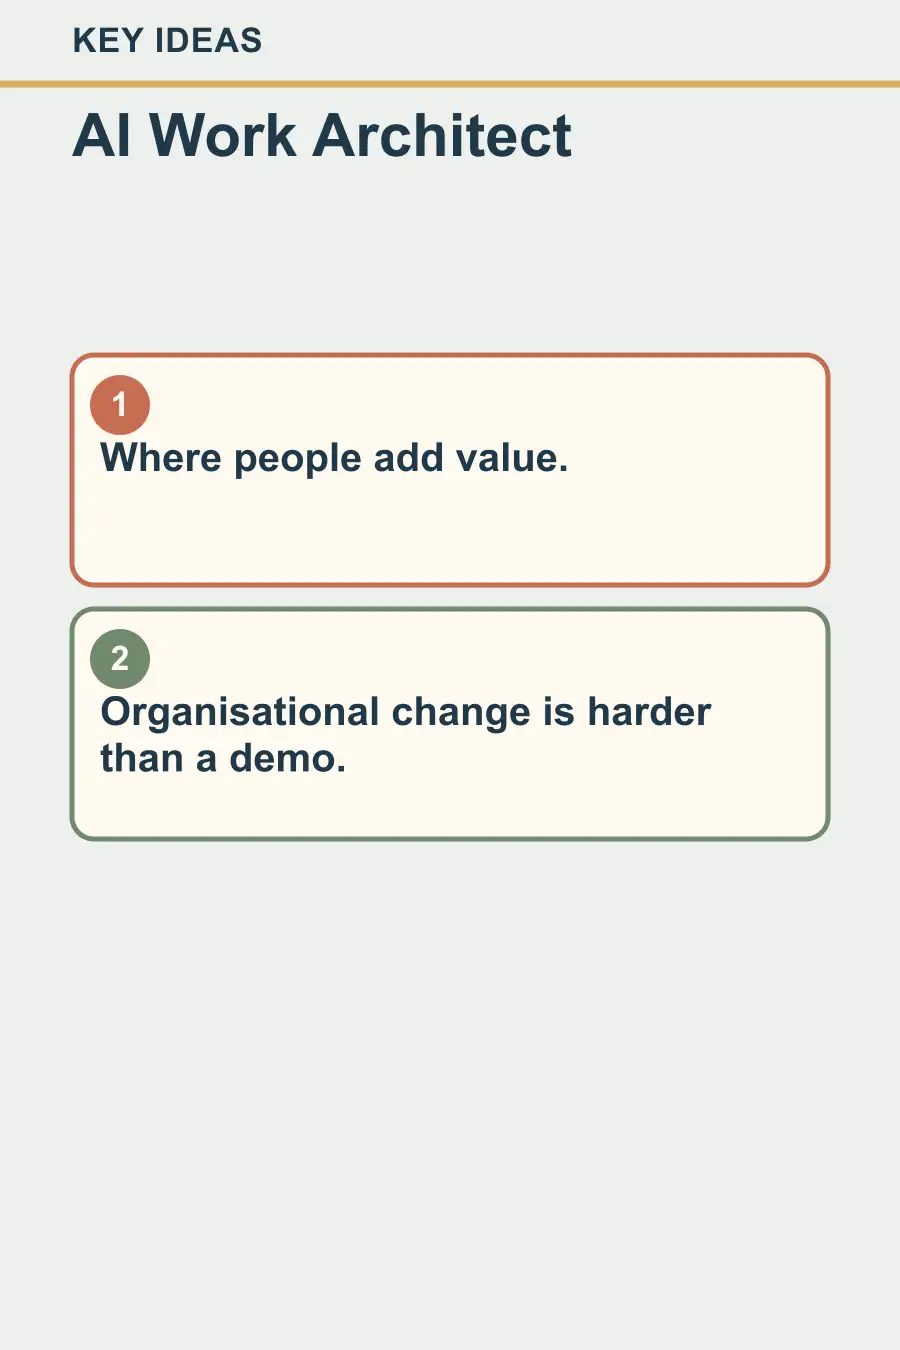 KEY IDEAS
AI Work Architect
1
Where people add value.
2
Organisational change is harder
than a demo.